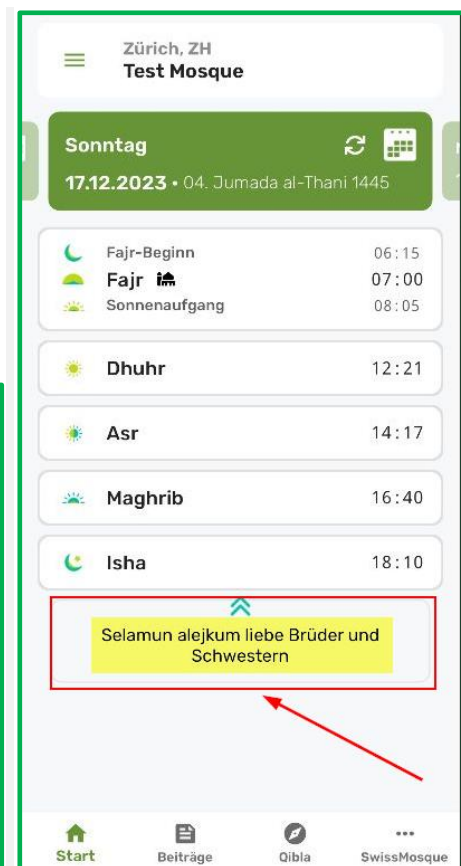 Zürich, ZH
Test Mosque
Sonntag
17.12.2023 • 04. Jumada al-Thani 1445
Fajr-Beginn 06:15
Fajr 07:00
Sonnenaufgang 08:05
Dhuhr 12:21
Asr 14:17
Maghrib 16:40
Isha 18:10
Selamun alejkum liebe Brüder und
Schwestern
Start Beiträge Qibla SwissMosque